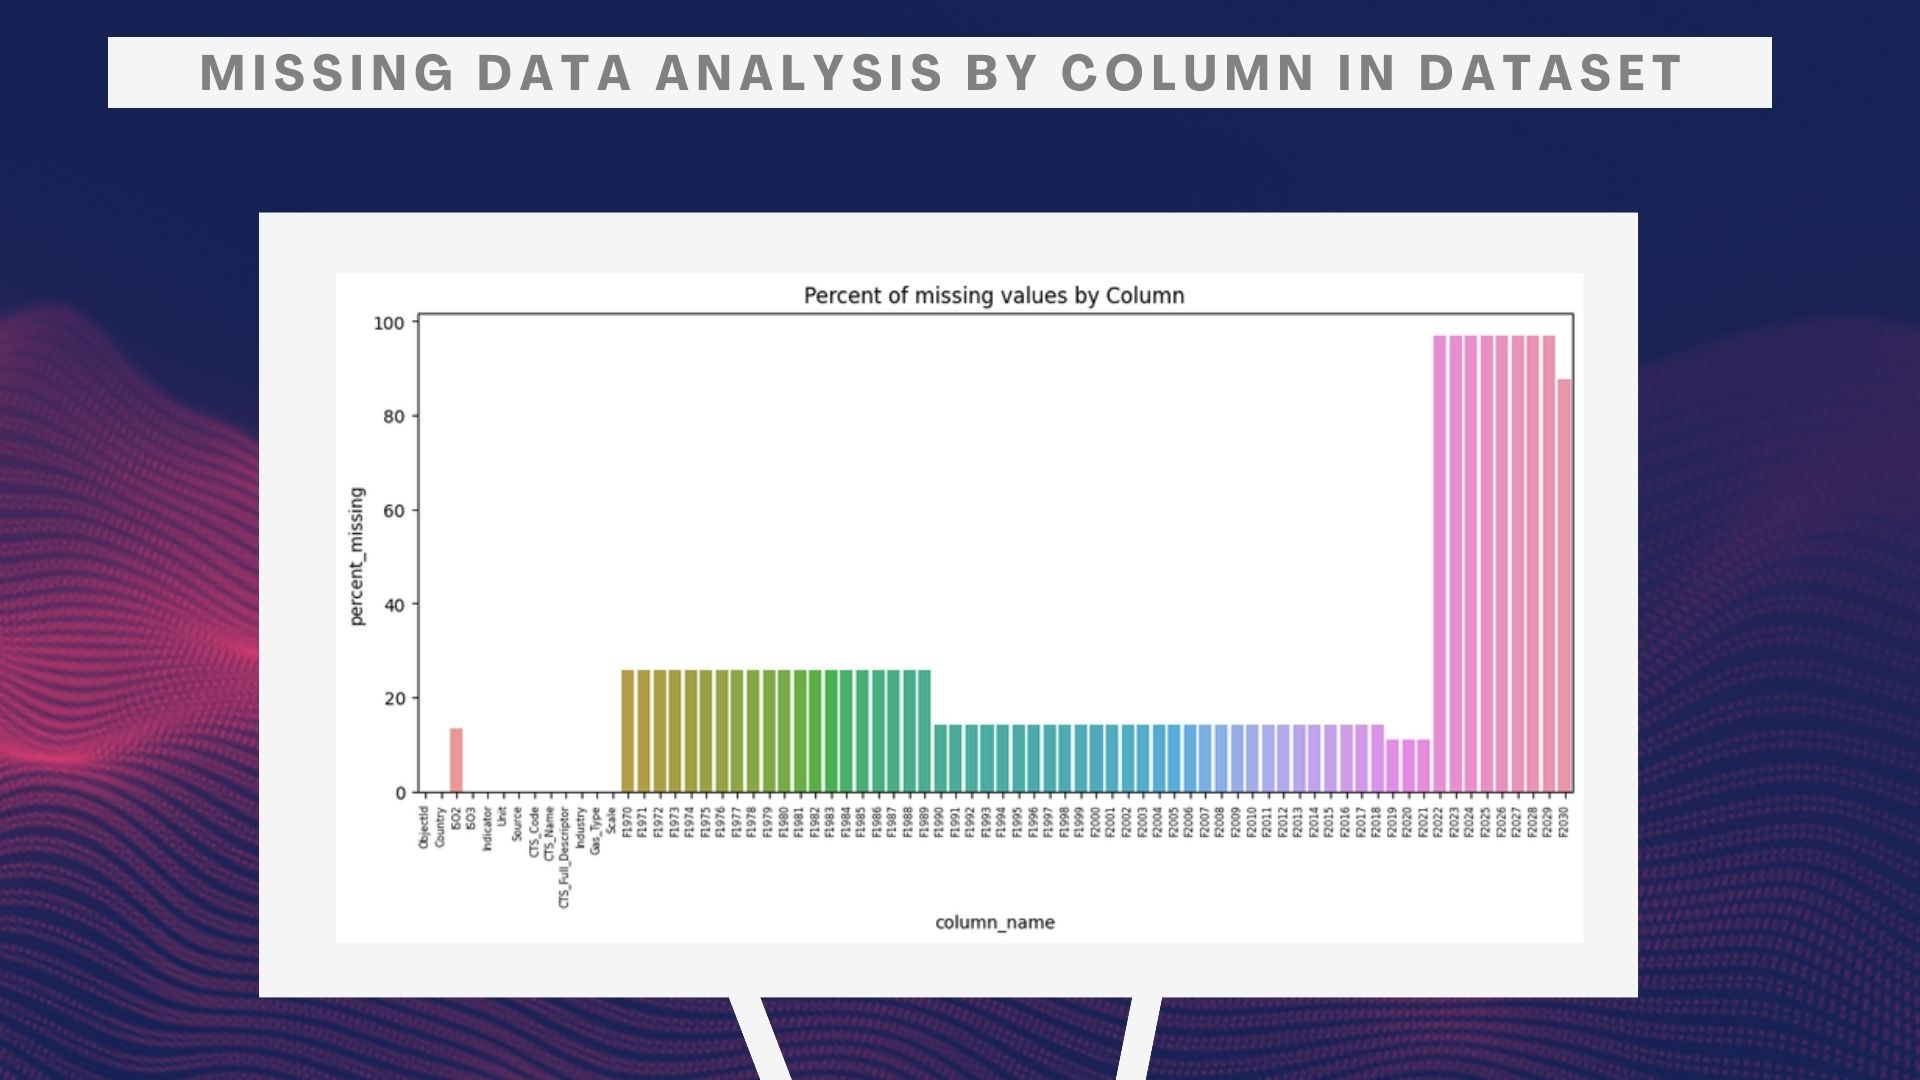 MISSING DATA ANALYSIS BY COLUMN IN DATASET
Percent of missing values by Column
100
80
60
40
20
0
percent_missing
ObjectId
Country
ISO2
ISO3
Indicator
Unit
Source
CTS_Code
CTS_Name
CTS_Full_Descriptor
Industry
Gas_Type
Scale
F1970
F1971
F1972
F1973
F1974
F1975
F1976
F1977
F1978
F1979
F1980
F1981
F1982
F1983
F1984
F1985
F1986
F1987
F1988
F1989
F1990
F1991
F1992
F1993
F1994
F1995
F1996
F1997
F1998
F1999
F2000
F2001
F2002
F2003
F2004
F2005
F2006
F2007
F2008
F2009
F2010
F2011
F2012
F2013
F2014
F2015
F2016
F2017
F2018
F2019
F2020
F2021
F2022
F2023
F2024
F2025
F2026
F2027
F2028
F2029
F2030
column_name